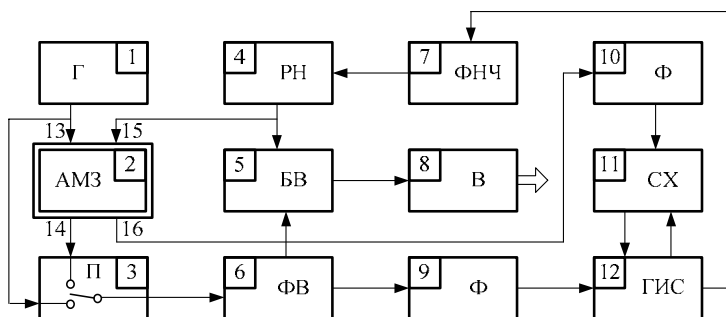 Г 1
4 РН
7 ФНЧ
10 Ф
13 15
АМЗ 2
5 БВ
8 В
11 СХ
14 16
П 3
6 ФВ
9 Ф
12 ГИС